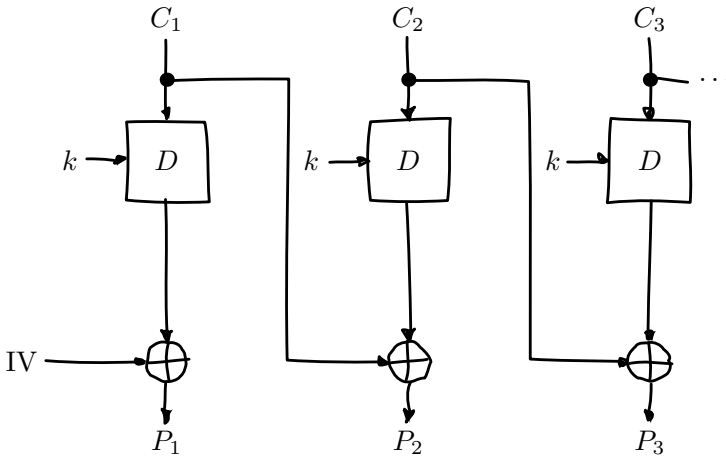 C₁ C₂ C₃
k D k D k D ··
IV
P₁ P₂ P₃